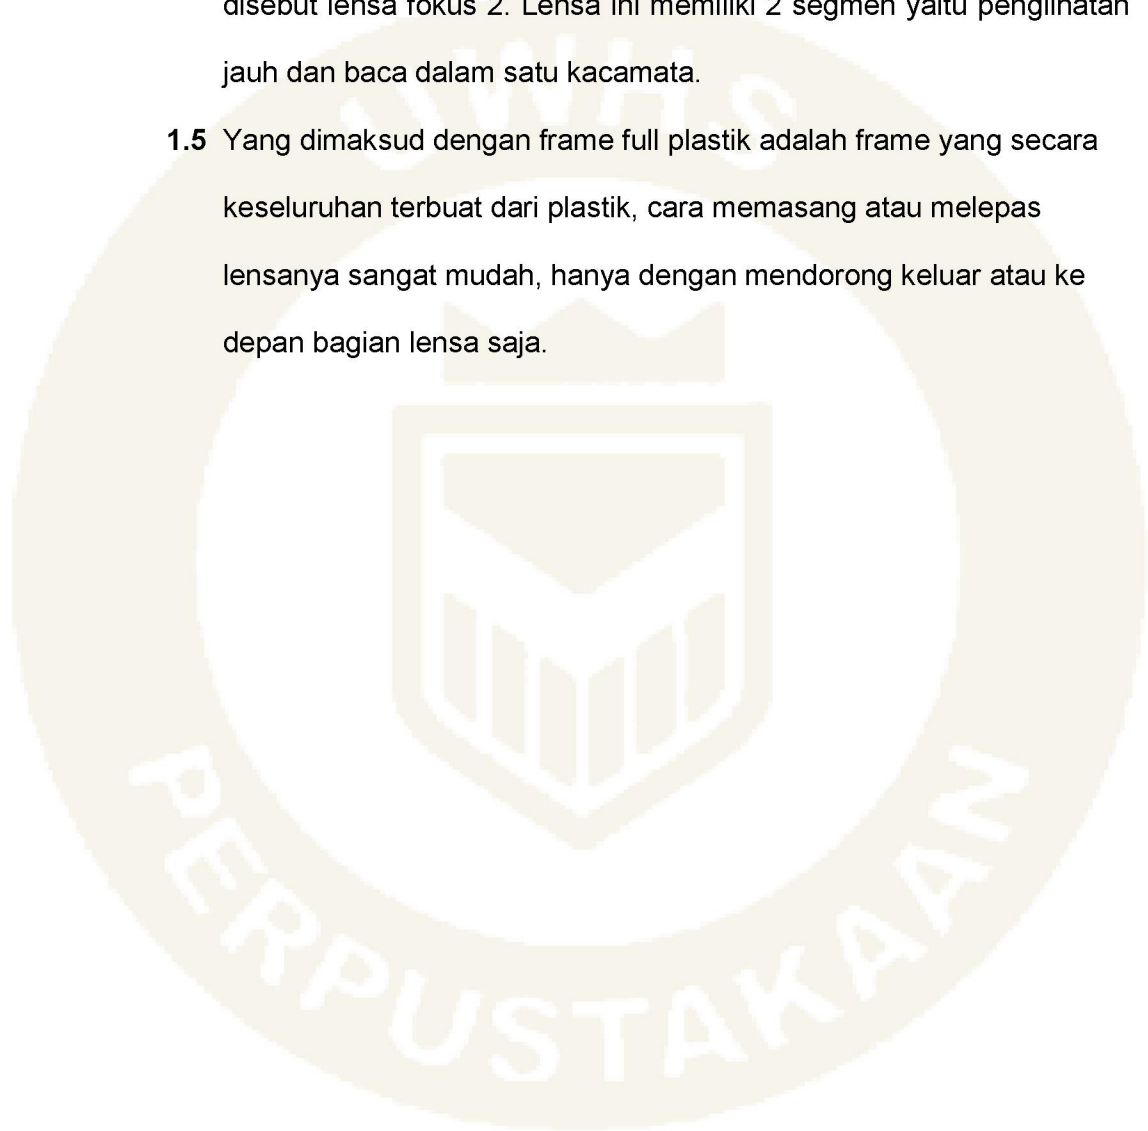 disebut lensa fokus 2. Lensa ini memiliki 2 segmen yaitu penglihatan
jauh dan baca dalam satu kacamata.
1.5 Yang dimaksud dengan frame full plastik adalah frame yang secara
keseluruhan terbuat dari plastik, cara memasang atau melepas
lensanya sangat mudah, hanya dengan mendorong keluar atau ke
depan bagian lensa saja.
UWHS
PERPUSTAKAAN